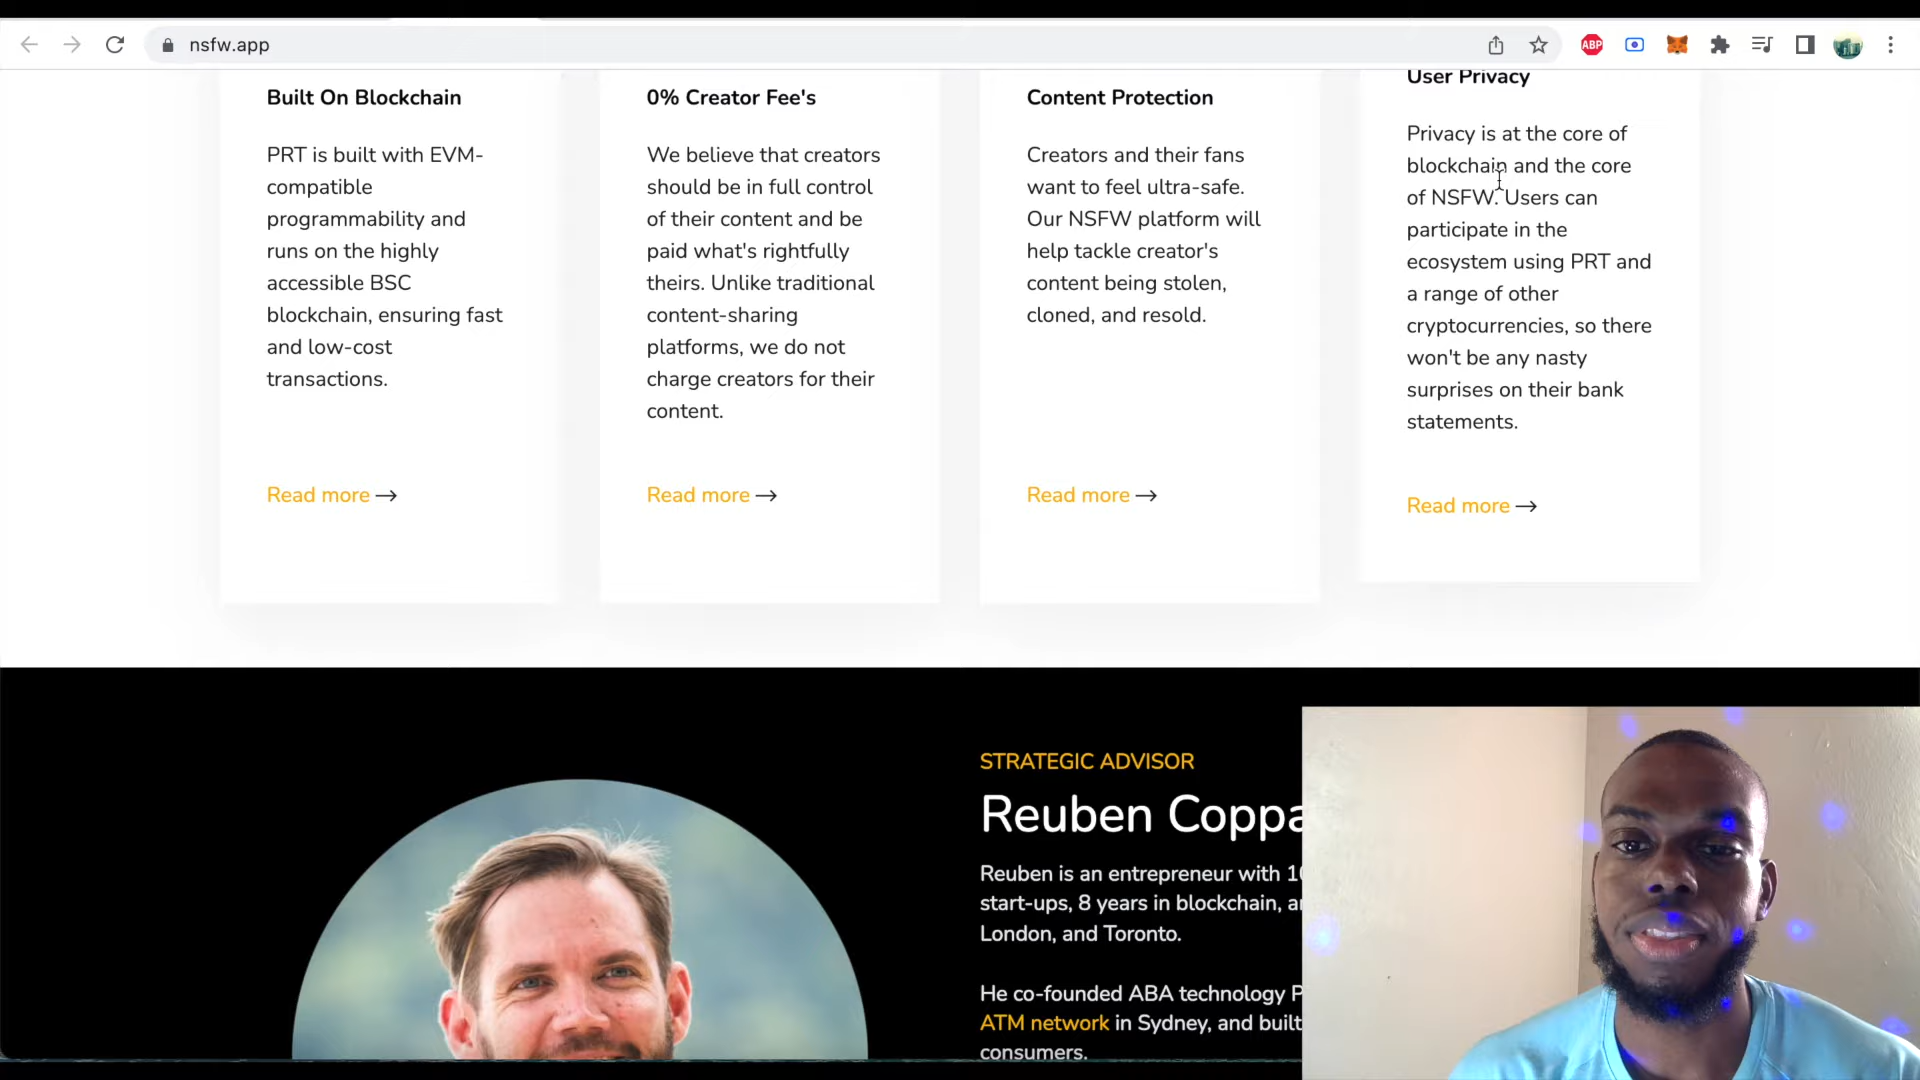 nsfw.app
ABP
Built On Blockchain
PRT is built with EVM-
compatible
programmability and
runs on the highly
accessible BSC
blockchain, ensuring fast
and low-cost
transactions.
Read more →
0% Creator Fee's
We believe that creators
should be in full control
of their content and be
paid what's rightfully
theirs. Unlike traditional
content-sharing
platforms, we do not
charge creators for their
content.
Read more →
Content Protection
Creators and their fans
want to feel ultra-safe.
Our NSFW platform will
help tackle creator's
content being stolen,
cloned, and resold.
Read more →
User Privacy
Privacy is at the core of
blockchain and the core
of NSFW. Users can
participate in the
ecosystem using PRT and
a range of other
cryptocurrencies, so there
won't be any nasty
surprises on their bank
statements.
Read more →
STRATEGIC ADVISOR
Reuben Coppa
Reuben is an entrepreneur with
start-ups, 8 years in blockchain,
London, and Toronto.
He co-founded ABA technology P
ATM network in Sydney, and built
consumers.